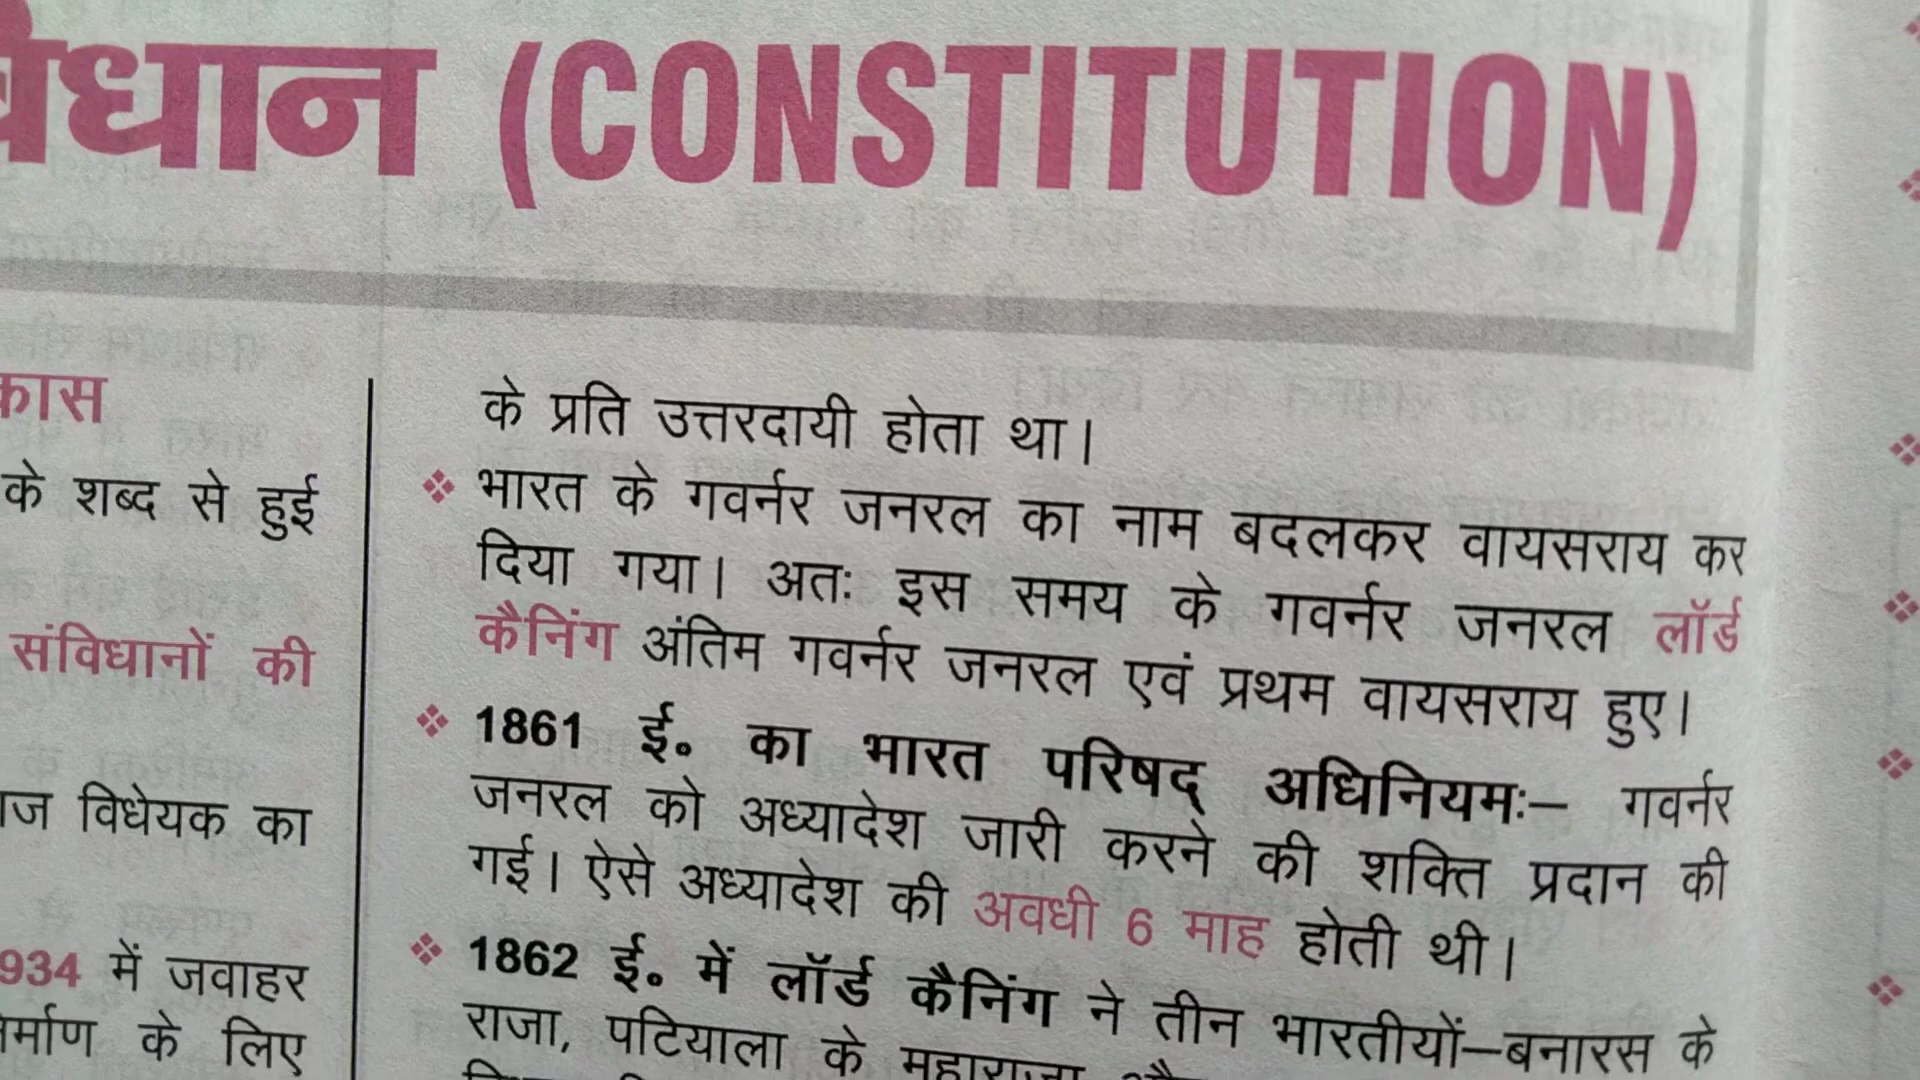 विधान (CONSTITUTION)
कास
के शब्द से हुई
संविधानों की
विधेयक का
934 में जवाहर
के लिए
के प्रति उत्तरदायी होता था।
❖ भारत के गवर्नर जनरल का नाम बदलकर वायसराय कर
दिया गया। अतः इस समय के गवर्नर जनरल लॉर्ड
कैनिंग अंतिम गवर्नर जनरल एवं प्रथम वायसराय हुए।
❖ 1861 ई. का भारत परिषद् अधिनियमः– गवर्नर
जनरल को अध्यादेश जारी करने की शक्ति प्रदान की
गई। ऐसे अध्यादेश की अवधी 6 माह होती थी।
❖ 1862 ई. में लॉर्ड कैनिंग ने तीन भारतीयों–बनारस के
राजा, पटियाला के महाराजा और